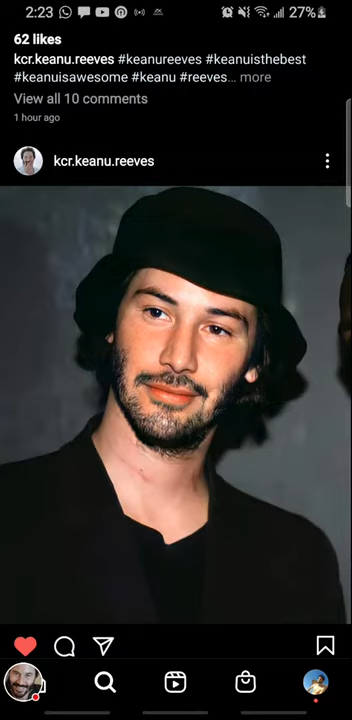 2:23 27%
62 likes
kcr.keanu.reeves #keanureeves #keanuisthebest
#keanuisawesome #keanu #reeves... more
View all 10 comments
1 hour ago
kcr.keanu.reeves